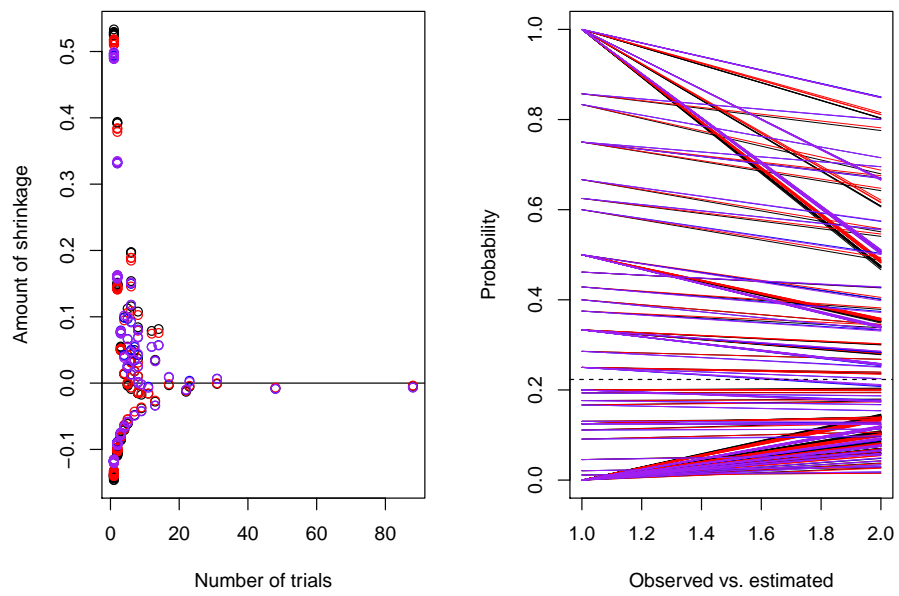 Amount of shrinkage
0.5
0.4
0.3
0.2
0.1
0.0
−0.1
0 20 40 60 80
Number of trials
Probability
1.0
0.8
0.6
0.4
0.2
0.0
1.0 1.2 1.4 1.6 1.8 2.0
Observed vs. estimated